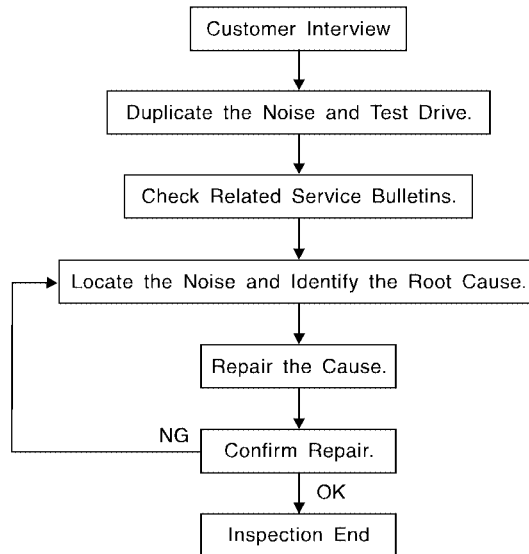 Customer Interview
Duplicate the Noise and Test Drive.
Check Related Service Bulletins.
Locate the Noise and Identify the Root Cause.
Repair the Cause.
NG
Confirm Repair.
OK
Inspection End